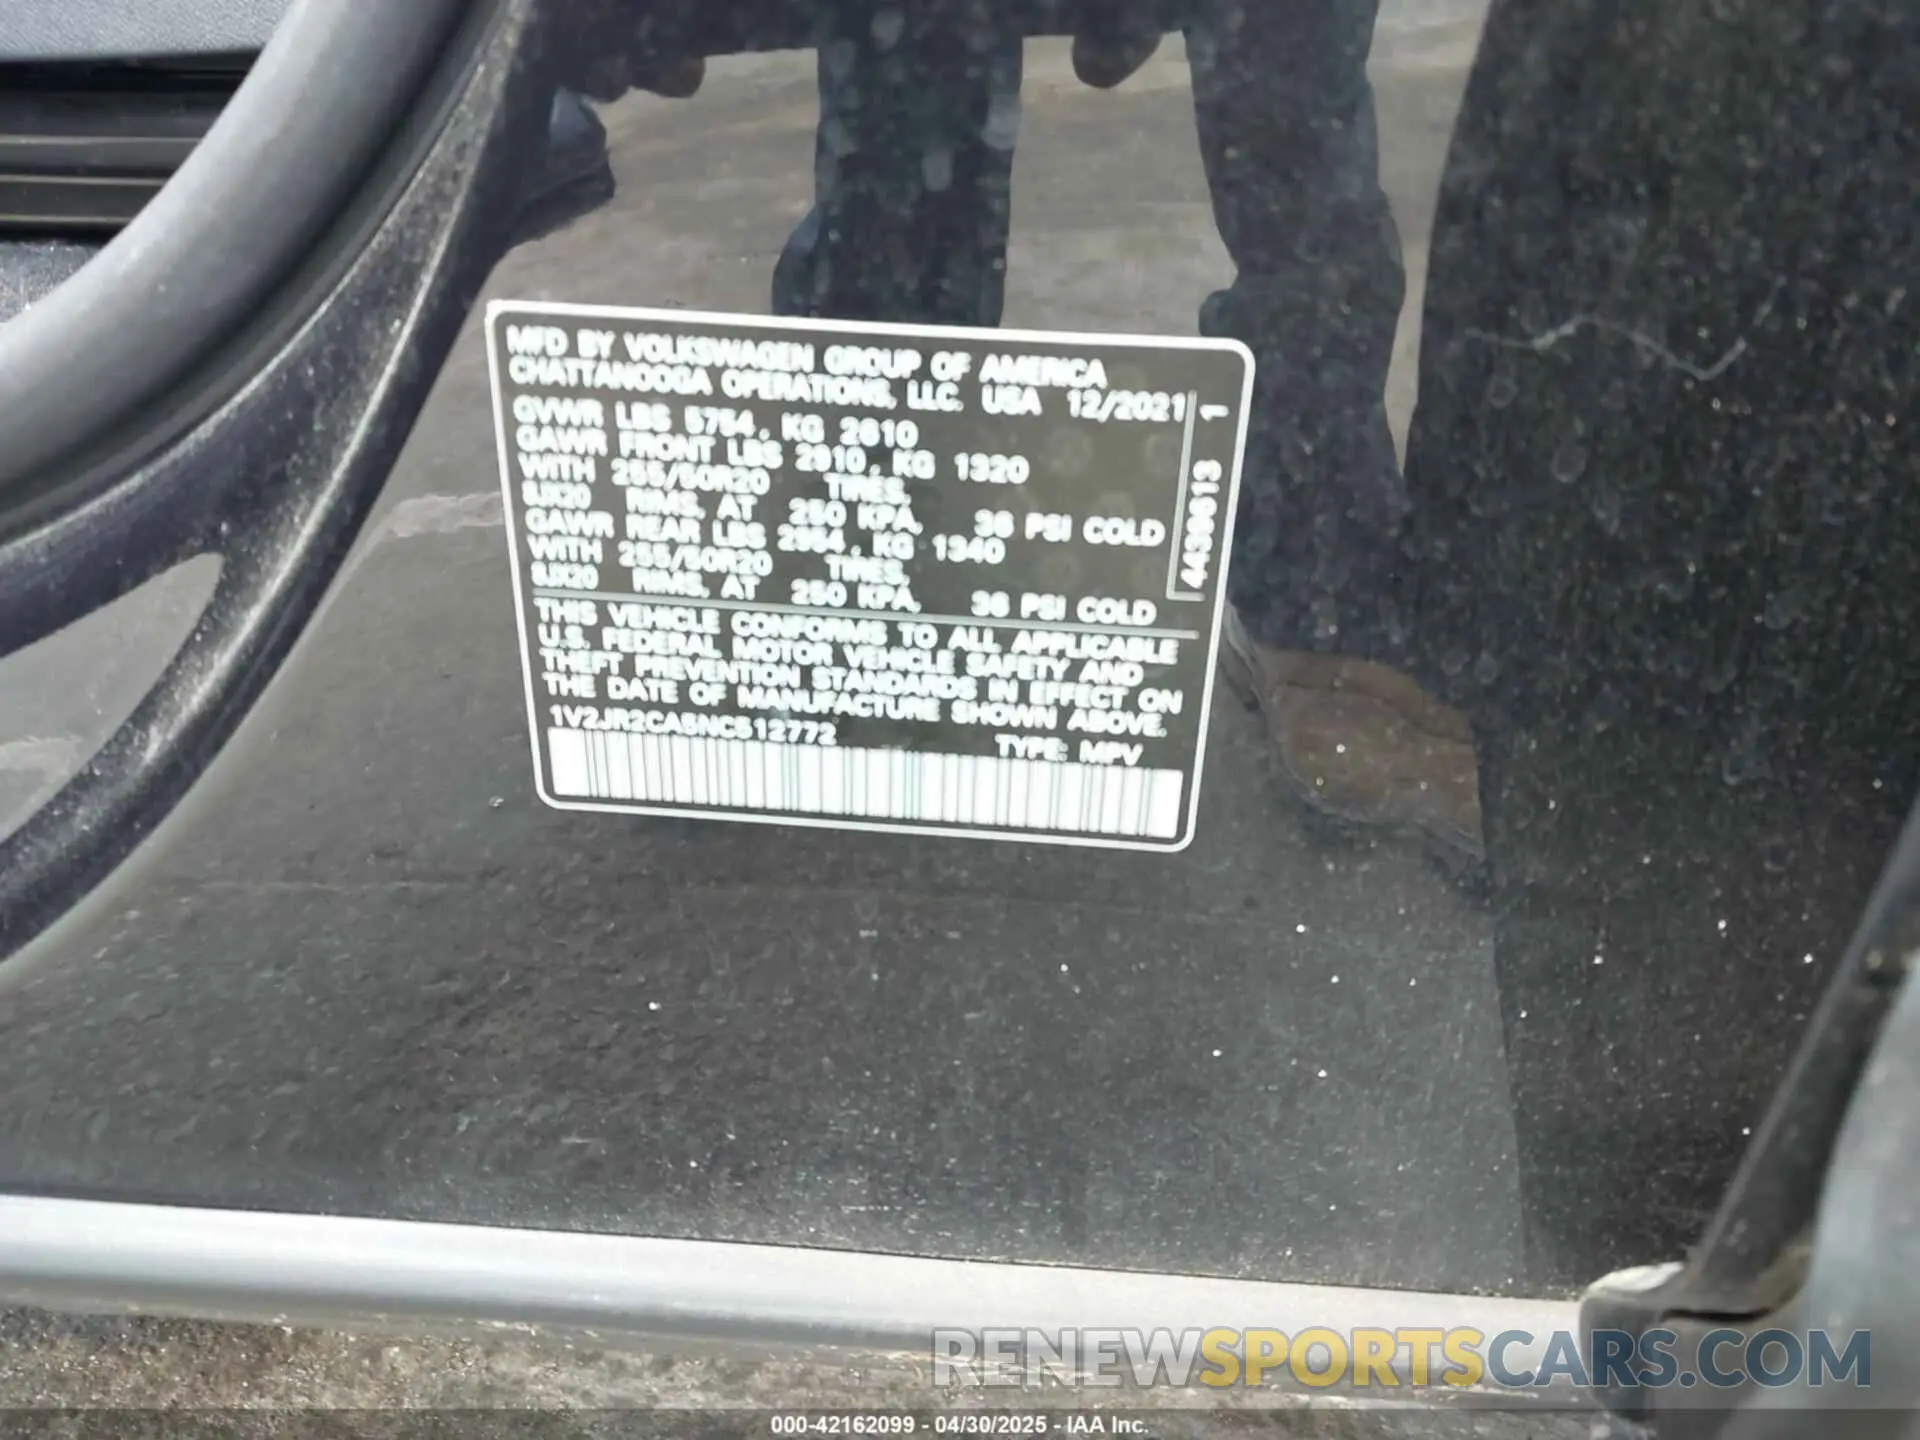 MFD BY VOLKSWAGEN GROUP OF AMERICA
CHATTANOOGA OPERATIONS, LLC. USA 12/2021
GVWR LBS 5754, KG 2610
GAWR FRONT LBS 2910, KG 1320
WITH 255/50R20 TIRES,
8JX20 RIMS, AT 250 KPA, 36 PSI COLD
GAWR REAR LBS 2954, KG 1340
WITH 255/50R20 TIRES,
8JX20 RIMS, AT 250 KPA, 36 PSI COLD
THIS VEHICLE CONFORMS TO ALL APPLICABLE
U.S. FEDERAL MOTOR VEHICLE SAFETY AND
THEFT PREVENTION STANDARDS IN EFFECT ON
THE DATE OF MANUFACTURE SHOWN ABOVE.
1V2JR2CA5NC512772 TYPE: MPV
1
RENEWSPORTSCARS.COM
000-42162099 - 04/30/2025 - IAA Inc.